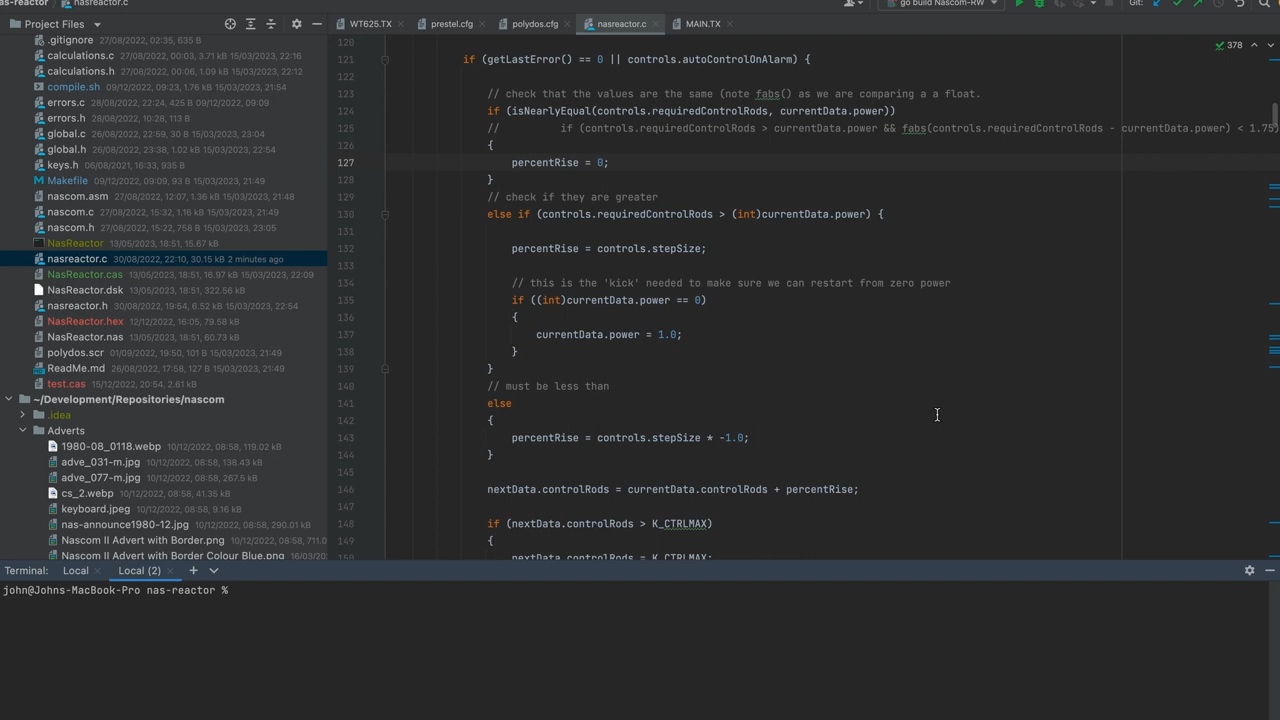 nas-reactor
nasreactor.c
go build Nascom-RW
Git:
Project Files
WT625.TX
prestel.cfg
polydos.cfg
nasreactor.c
MAIN.TX
.gitignore 27/08/2022, 02:35, 635 B
calculations.c 27/08/2022, 00:03, 3.71 kB 15/03/2023, 22:16
calculations.h 27/08/2022, 00:06, 1.09 kB 15/03/2023, 22:12
compile.sh 09/12/2022, 09:23, 1.76 kB 15/03/2023, 21:54
errors.c 27/08/2022, 22:24, 425 B 09/12/2022, 09:09
errors.h 27/08/2022, 10:28, 113 B
global.c 27/08/2022, 22:59, 30 B 15/03/2023, 23:04
global.h 30/08/2022, 20:28, 1.02 kB 15/03/2023, 22:54
keys.h 06/08/2021, 16:33, 935 B
Makefile 09/12/2022, 09:09, 93 B 15/03/2023, 21:49
nascom.asm 27/08/2022, 12:07, 1.36 kB 15/03/2023, 21:49
nascom.c 27/08/2022, 15:32, 1.16 kB 15/03/2023, 21:49
nascom.h 27/08/2022, 15:22, 758 B 15/03/2023, 23:05
NasReactor 13/05/2023, 18:51, 15.67 kB
nasreactor.c 30/08/2022, 22:10, 30.15 kB 2 minutes ago
NasReactor.cas 13/05/2023, 18:51, 16.97 kB 15/03/2023, 22:09
NasReactor.dsk 13/05/2023, 18:51, 322.56 kB
nasreactor.h 30/08/2022, 19:54, 6.52 kB 15/03/2023, 22:54
NasReactor.hex 12/12/2022, 16:05, 79.58 kB
NasReactor.nas 13/05/2023, 18:51, 60.73 kB
polydos.scr 01/09/2022, 19:50, 101 B 15/03/2023, 21:49
ReadMe.md 26/08/2022, 17:58, 127 B 15/03/2023, 21:49
test.cas 15/12/2022, 20:54, 2.61 kB
~/Development/Repositories/nascom
.idea
Adverts
1980-08_0118.webp 10/12/2022, 08:58, 119.02 kB
adve_031-m.jpg 10/12/2022, 08:58, 138.43 kB
adve_077-m.jpg 10/12/2022, 08:58, 267.5 kB
cs_2.webp 10/12/2022, 08:58, 41.35 kB
keyboard.jpeg 10/12/2022, 08:58, 9.16 kB
nas-announce1980-12.jpg 10/12/2022, 08:58, 290.01 kB
Nascom II Advert with Border.png 10/12/2022, 08:58, 711.0
Nascom II Advert with Border Colour Blue.png 16/03/20
378
120
121 if (getLastError() == 0 || controls.autoControlOnAlarm) {
122
123 // check that the values are the same (note fabs() as we are comparing a a float.
124 if (isNearlyEqual(controls.requiredControlRods, currentData.power))
125 // if (controls.requiredControlRods > currentData.power && fabs(controls.requiredControlRods - currentData.power) < 1.75)
126 {
127 percentRise = 0;
128 }
129 // check if they are greater
130 else if (controls.requiredControlRods > (int)currentData.power) {
131
132 percentRise = controls.stepSize;
133
134 // this is the 'kick' needed to make sure we can restart from zero power
135 if ((int)currentData.power == 0)
136 {
137 currentData.power = 1.0;
138 }
139 }
140 // must be less than
141 else
142 {
143 percentRise = controls.stepSize * -1.0;
144 }
145
146 nextData.controlRods = currentData.controlRods + percentRise;
147
148 if (nextData.controlRods > K_CTRLMAX)
149 {
150 nextData.controlRods = K_CTRLMAX;
Terminal: Local Local (2)
john@Johns-MacBook-Pro nas-reactor %